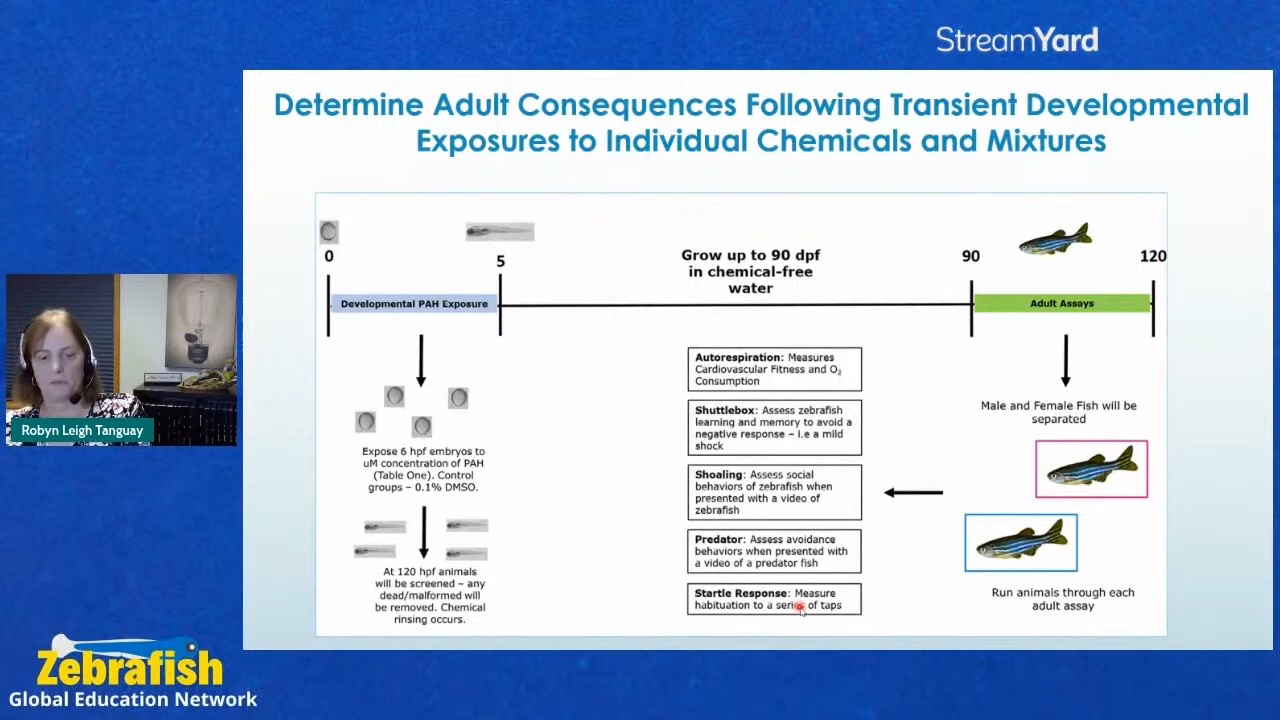 StreamYard
Determine Adult Consequences Following Transient Developmental
Exposures to Individual Chemicals and Mixtures
0
5
Grow up to 90 dpf
in chemical-free
water
90
120
Developmental PAH Exposure
Adult Assays
Expose 6 hpf embryos to
uM concentration of PAH
(Table One). Control
groups – 0.1% DMSO.
At 120 hpf animals
will be screened – any
dead/malformed will
be removed. Chemical
rinsing occurs.
Autorespiration: Measures
Cardiovascular Fitness and O₂
Consumption
Shuttlebox: Assess zebrafish
learning and memory to avoid a
negative response – i.e a mild
shock
Shoaling: Assess social
behaviors of zebrafish when
presented with a video of
zebrafish
Predator: Assess avoidance
behaviors when presented with
a video of a predator fish
Startle Response: Measure
habituation to a series of taps
Male and Female Fish will be
separated
Run animals through each
adult assay
Robyn Leigh Tanguay
Zebrafish
Global Education Network